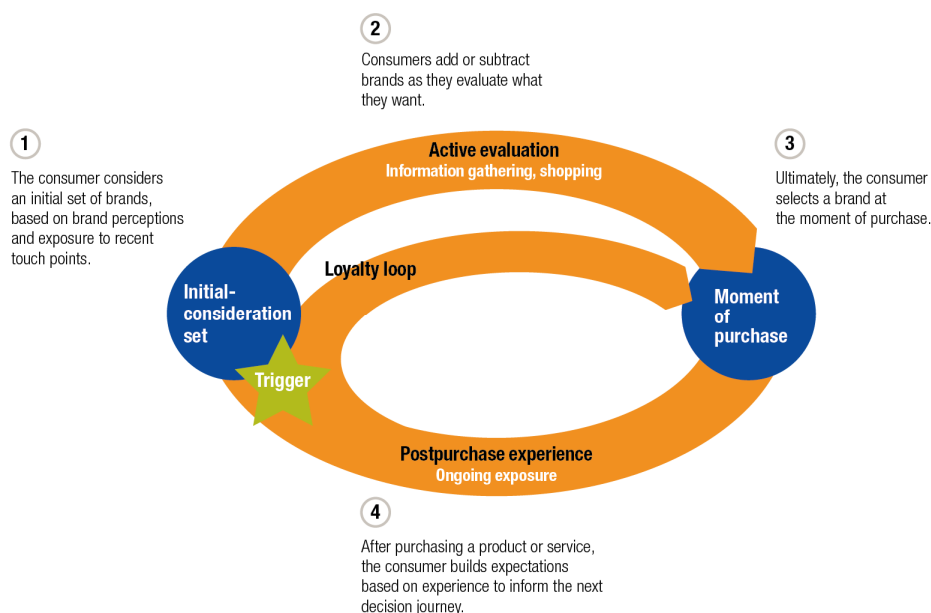 1
The consumer considers
an initial set of brands,
based on brand perceptions
and exposure to recent
touch points.
2
Consumers add or subtract
brands as they evaluate what
they want.
3
Ultimately, the consumer
selects a brand at
the moment of purchase.
Active evaluation
Information gathering, shopping
Loyalty loop
Initial-
consideration
set
Trigger
Moment
of
purchase
Postpurchase experience
Ongoing exposure
4
After purchasing a product or service,
the consumer builds expectations
based on experience to inform the next
decision journey.